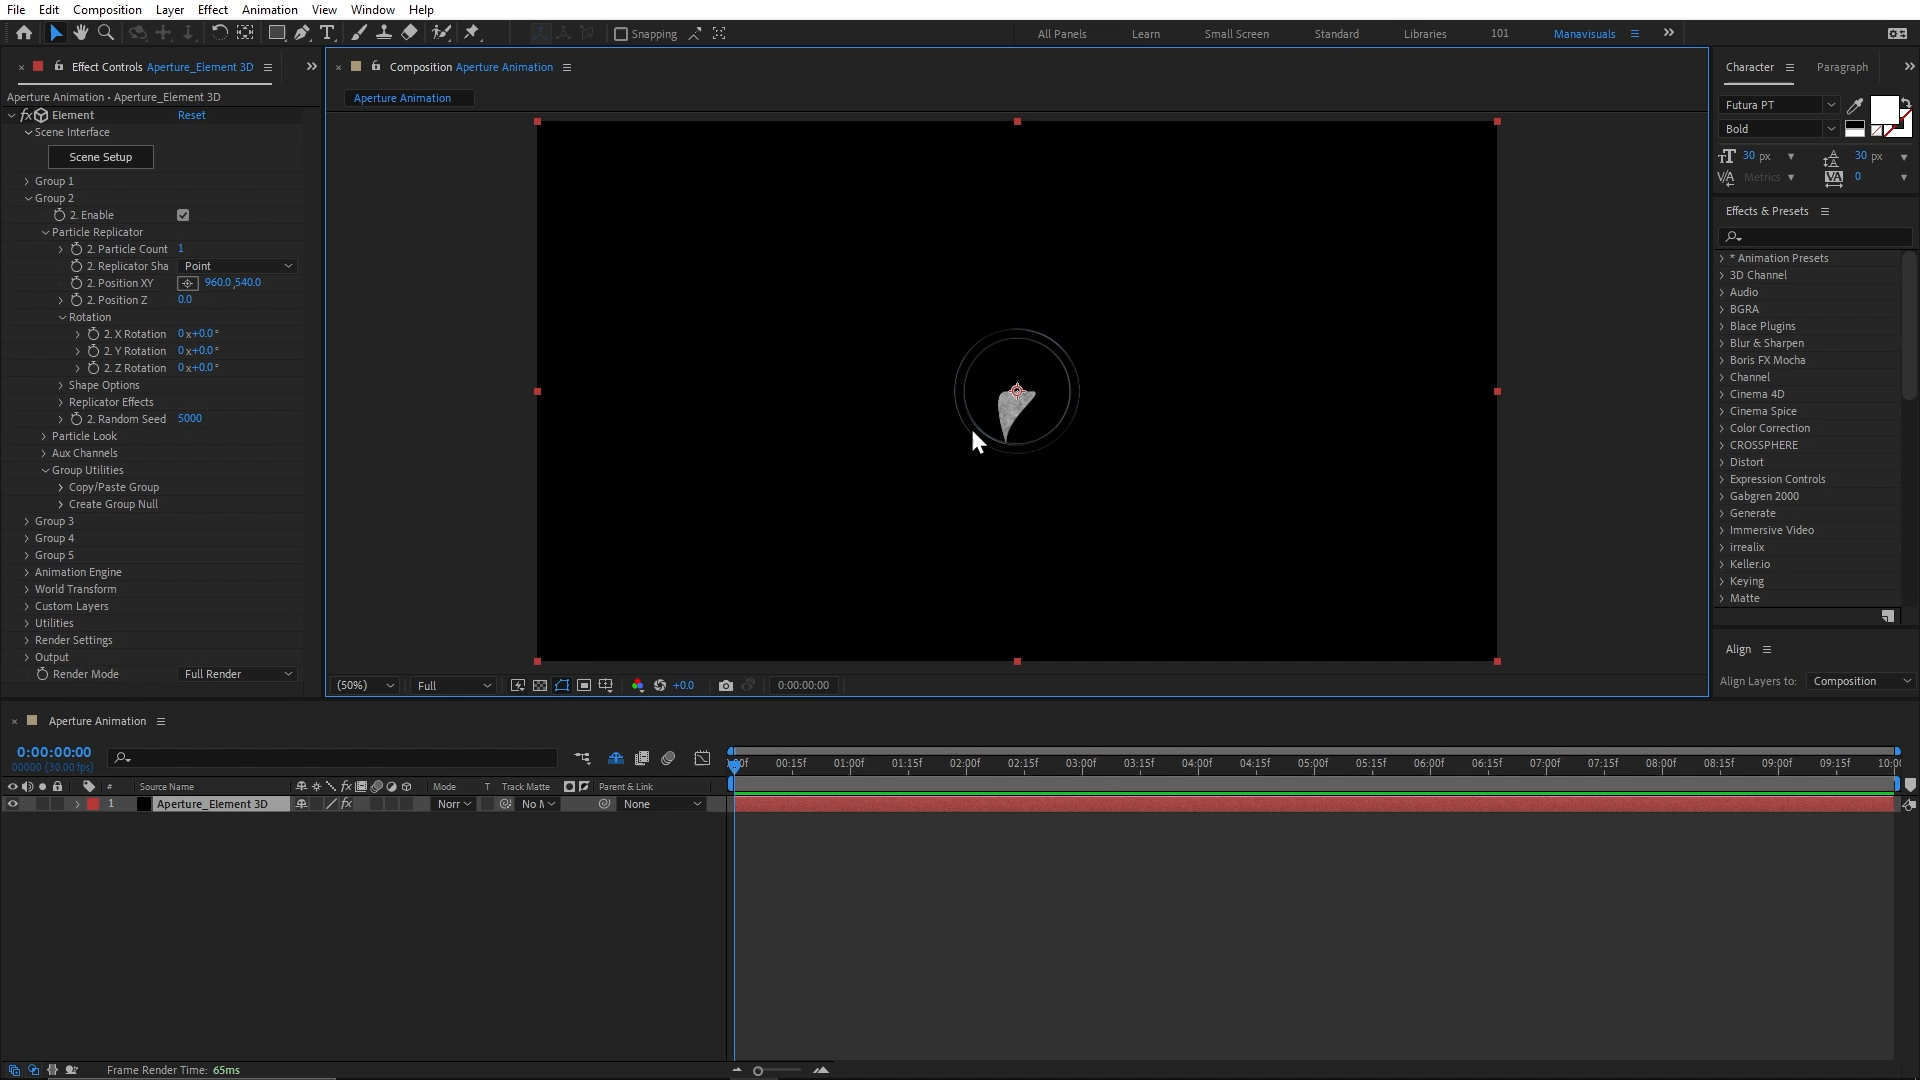 File Edit Composition Layer Effect Animation View Window Help
Snapping
All Panels Learn Small Screen Standard Libraries 101 Manavisuals
Effect Controls Aperture_Element 3D
Aperture Animation • Aperture_Element 3D
fx Element Reset
Scene Interface
Scene Setup
Group 1
Group 2
2. Enable
Particle Replicator
2. Particle Count 1
2. Replicator Sha Point
2. Position XY 960.0,540.0
2. Position Z 0.0
Rotation
2. X Rotation 0x+0.0°
2. Y Rotation 0x+0.0°
2. Z Rotation 0x+0.0°
Shape Options
Replicator Effects
2. Random Seed 5000
Particle Look
Aux Channels
Group Utilities
Copy/Paste Group
Create Group Null
Group 3
Group 4
Group 5
Animation Engine
World Transform
Custom Layers
Utilities
Render Settings
Output
Render Mode Full Render
Composition Aperture Animation
Aperture Animation
(50%) Full +0.0 0:00:00:00
Character Paragraph
Futura PT
Bold
30 px 30 px
Metrics 0
Effects & Presets
* Animation Presets
3D Channel
Audio
BGRA
Blace Plugins
Blur & Sharpen
Boris FX Mocha
Channel
Cinema 4D
Cinema Spice
Color Correction
CROSSPHERE
Distort
Expression Controls
Gabgren 2000
Generate
Immersive Video
irrealix
Keller.io
Keying
Matte
Align
Align Layers to: Composition
Aperture Animation
0:00:00:00
00000 (30.00 fps)
00:15f 01:00f 01:15f 02:00f 02:15f 03:00f 03:15f 04:00f 04:15f 05:00f 05:15f 06:00f 06:15f 07:00f 07:15f 08:00f 08:15f 09:00f 09:15f 10:0
# Source Name fx Mode T Track Matte Parent & Link
1 Aperture_Element 3D fx Norr No M None
Frame Render Time: 65ms